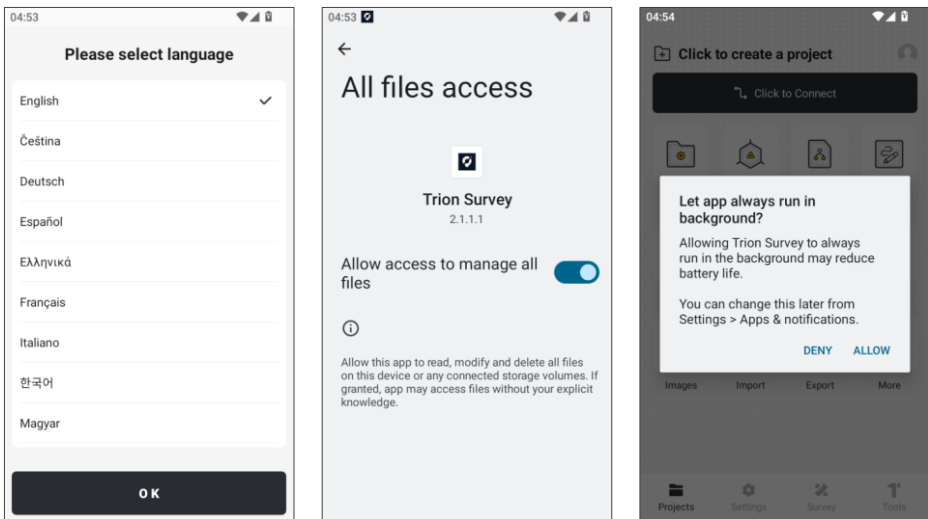 04:53
Please select language
English
Čeština
Deutsch
Español
Ελληνικά
Français
Italiano
한국어
Magyar
OK
04:53
All files access
Trion Survey
2.1.1.1
Allow access to manage all
files
Allow this app to read, modify and delete all files
on this device or any connected storage volumes. If
granted, app may access files without your explicit
knowledge.
04:54
Click to create a project
Click to Connect
Let app always run in
background?
Allowing Trion Survey to always
run in the background may reduce
battery life.
You can change this later from
Settings > Apps & notifications.
DENY ALLOW
Images Import Export More
Projects Settings Survey Tools